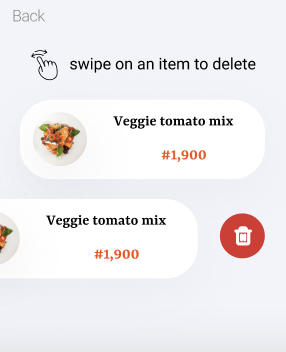 Back
swipe on an item to delete
Veggie tomato mix
#1,900
Veggie tomato mix
#1,900